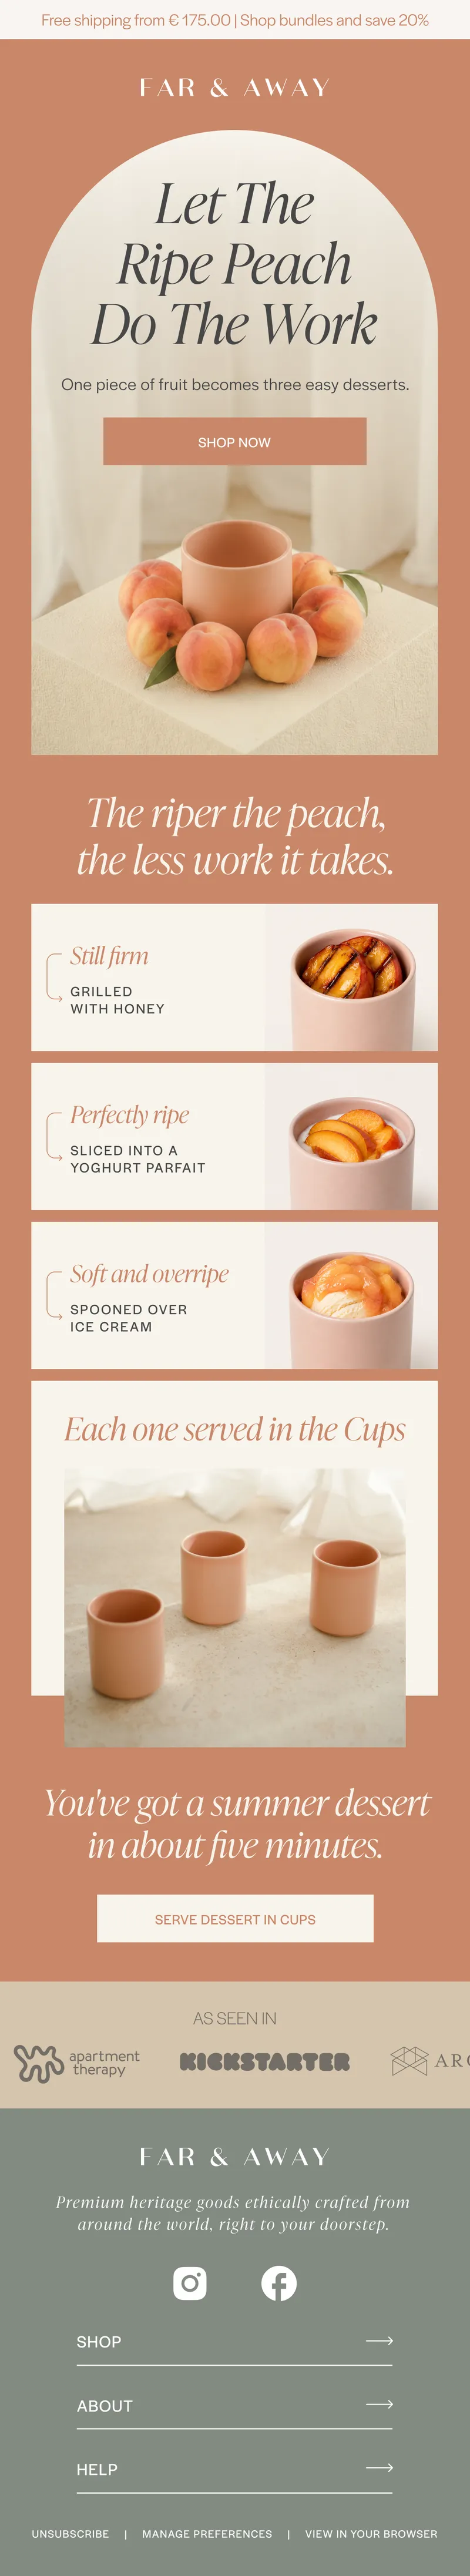 Free shipping from € 175.00 | Shop bundles and save 20%
FAR & AWAY
Let The
Ripe Peach
Do The Work
One piece of fruit becomes three easy desserts.
SHOP NOW
The riper the peach,
the less work it takes.
Still firm
GRILLED
WITH HONEY
Perfectly ripe
SLICED INTO A
YOGHURT PARFAIT
Soft and overripe
SPOONED OVER
ICE CREAM
Each one served in the Cups
You've got a summer dessert
in about five minutes.
SERVE DESSERT IN CUPS
AS SEEN IN
apartment
therapy
KICKSTARTER
FAR & AWAY
Premium heritage goods ethically crafted from
around the world, right to your doorstep.
SHOP
ABOUT
HELP
UNSUBSCRIBE | MANAGE PREFERENCES | VIEW IN YOUR BROWSER